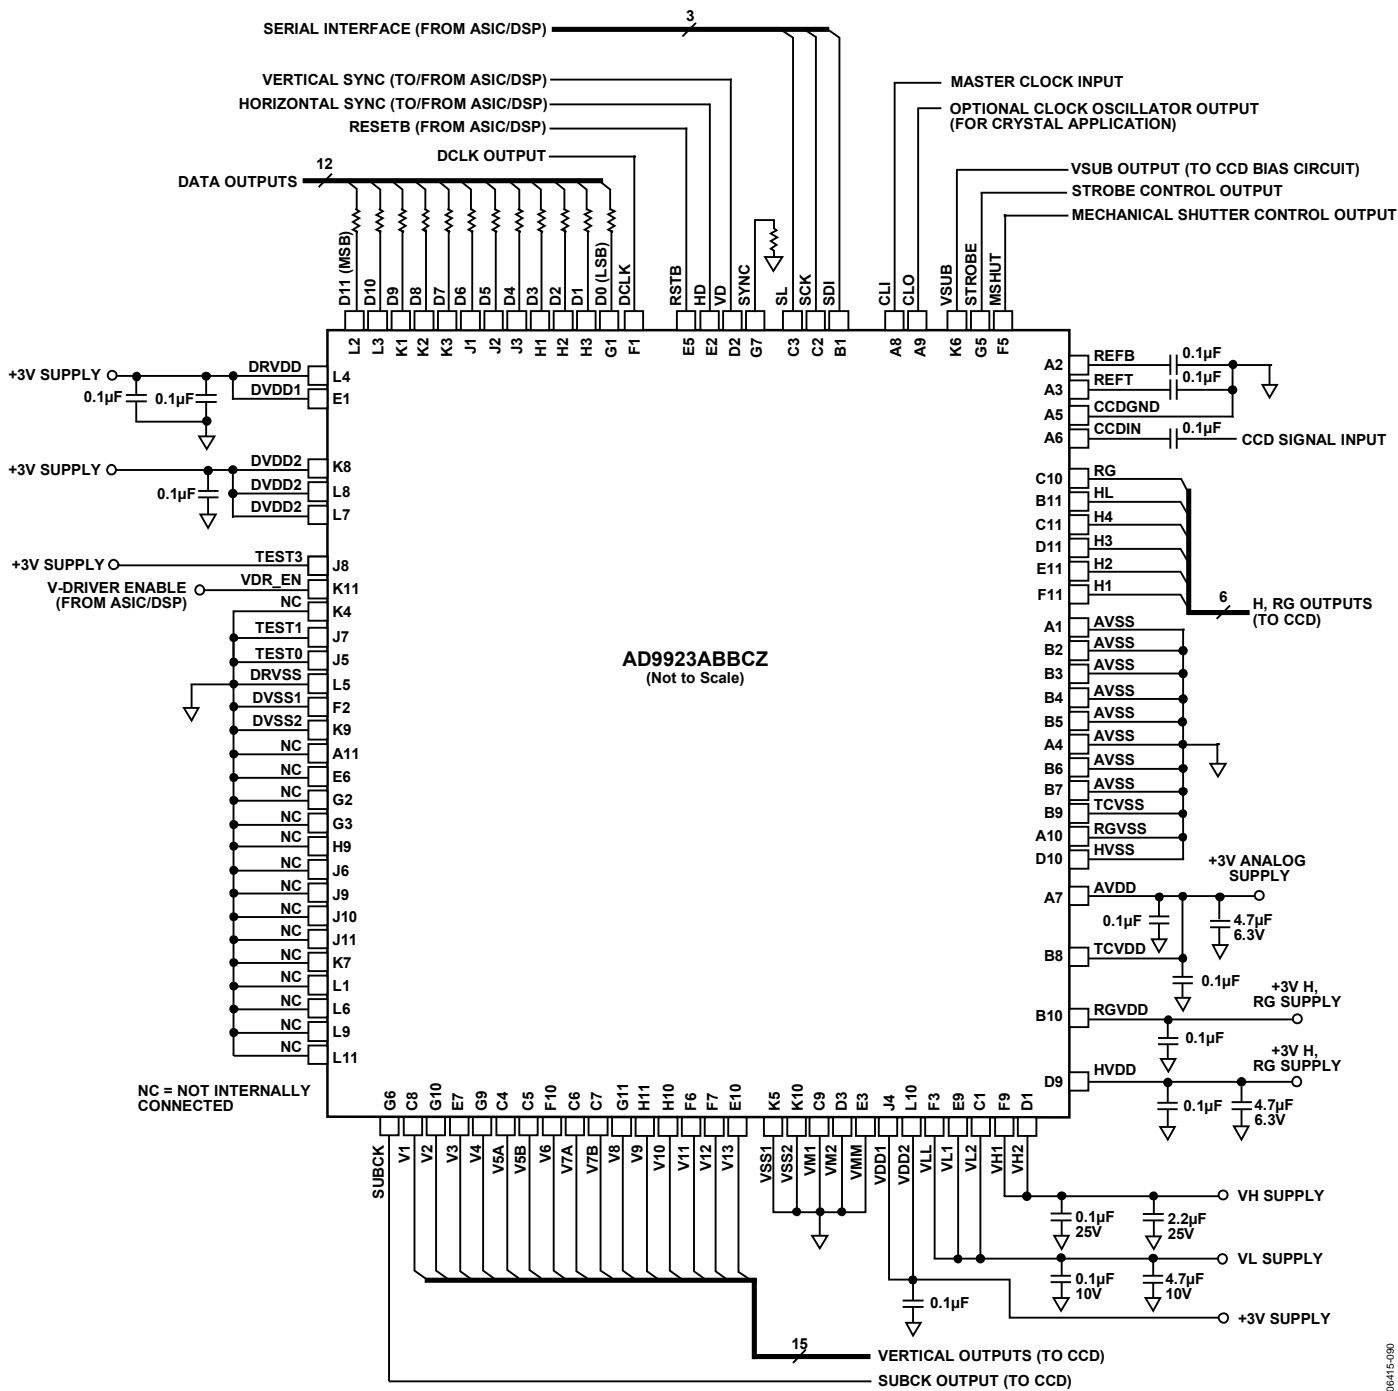 3
SERIAL INTERFACE (FROM ASIC/DSP)
VERTICAL SYNC (TO/FROM ASIC/DSP)
HORIZONTAL SYNC (TO/FROM ASIC/DSP)
RESETB (FROM ASIC/DSP)
DCLK OUTPUT
12
DATA OUTPUTS
MASTER CLOCK INPUT
OPTIONAL CLOCK OSCILLATOR OUTPUT
(FOR CRYSTAL APPLICATION)
VSUB OUTPUT (TO CCD BIAS CIRCUIT)
STROBE CONTROL OUTPUT
MECHANICAL SHUTTER CONTROL OUTPUT
D11 (MSB)
D10
D9
D8
D7
D6
D5
D4
D3
D2
D1
D0 (LSB)
DCLK
RSTB
HD
VD
SYNC
SL
SCK
SDI
CLI
CLO
VSUB
STROBE
MSHUT
L2
L3
K1
K2
K3
J1
J2
J3
H1
H2
H3
G1
F1
E5
E2
D2
G7
C3
C2
B1
A8
A9
K6
G5
F5
+3V SUPPLY
0.1µF
0.1µF
DRVDD
L4
DVDD1
E1
+3V SUPPLY
0.1µF
DVDD2
K8
DVDD2
L8
DVDD2
L7
+3V SUPPLY
TEST3
J8
V-DRIVER ENABLE
(FROM ASIC/DSP)
VDR_EN
K11
NC
K4
TEST1
J7
TEST0
J5
DRVSS
L5
DVSS1
F2
DVSS2
K9
NC
A11
NC
E6
NC
G2
NC
G3
NC
H9
NC
J6
NC
J9
NC
J10
NC
J11
NC
K7
NC
L1
NC
L6
NC
L9
NC
L11
NC = NOT INTERNALLY
CONNECTED
AD9923ABBCZ
(Not to Scale)
A2
REFB
0.1µF
A3
REFT
0.1µF
A5
CCDGND
A6
CCDIN
0.1µF
CCD SIGNAL INPUT
C10
RG
B11
HL
C11
H4
D11
H3
E11
H2
F11
H1
6
H, RG OUTPUTS
(TO CCD)
A1
AVSS
B2
AVSS
B3
AVSS
B4
AVSS
B5
AVSS
A4
AVSS
B6
AVSS
B7
AVSS
B9
TCVSS
A10
RGVSS
D10
HVSS
+3V ANALOG
SUPPLY
A7
AVDD
0.1µF
4.7µF
6.3V
B8
TCVDD
0.1µF
+3V H,
RG SUPPLY
B10
RGVDD
0.1µF
+3V H,
RG SUPPLY
D9
HVDD
0.1µF
4.7µF
6.3V
G6
C8
G10
E7
G9
C4
C5
F10
C6
C7
G11
H11
H10
F6
F7
E10
K5
K10
C9
D3
E3
J4
L10
F3
E9
C1
F9
D1
SUBCK
V1
V2
V3
V4
V5A
V5B
V6
V7A
V7B
V8
V9
V10
V11
V12
V13
VSS1
VSS2
VM1
VM2
VMM
VDD1
VDD2
VLL
VL1
VL2
VH1
VH2
VH SUPPLY
0.1µF
25V
2.2µF
25V
VL SUPPLY
0.1µF
10V
4.7µF
10V
0.1µF
+3V SUPPLY
15
VERTICAL OUTPUTS (TO CCD)
SUBCK OUTPUT (TO CCD)
06415-090